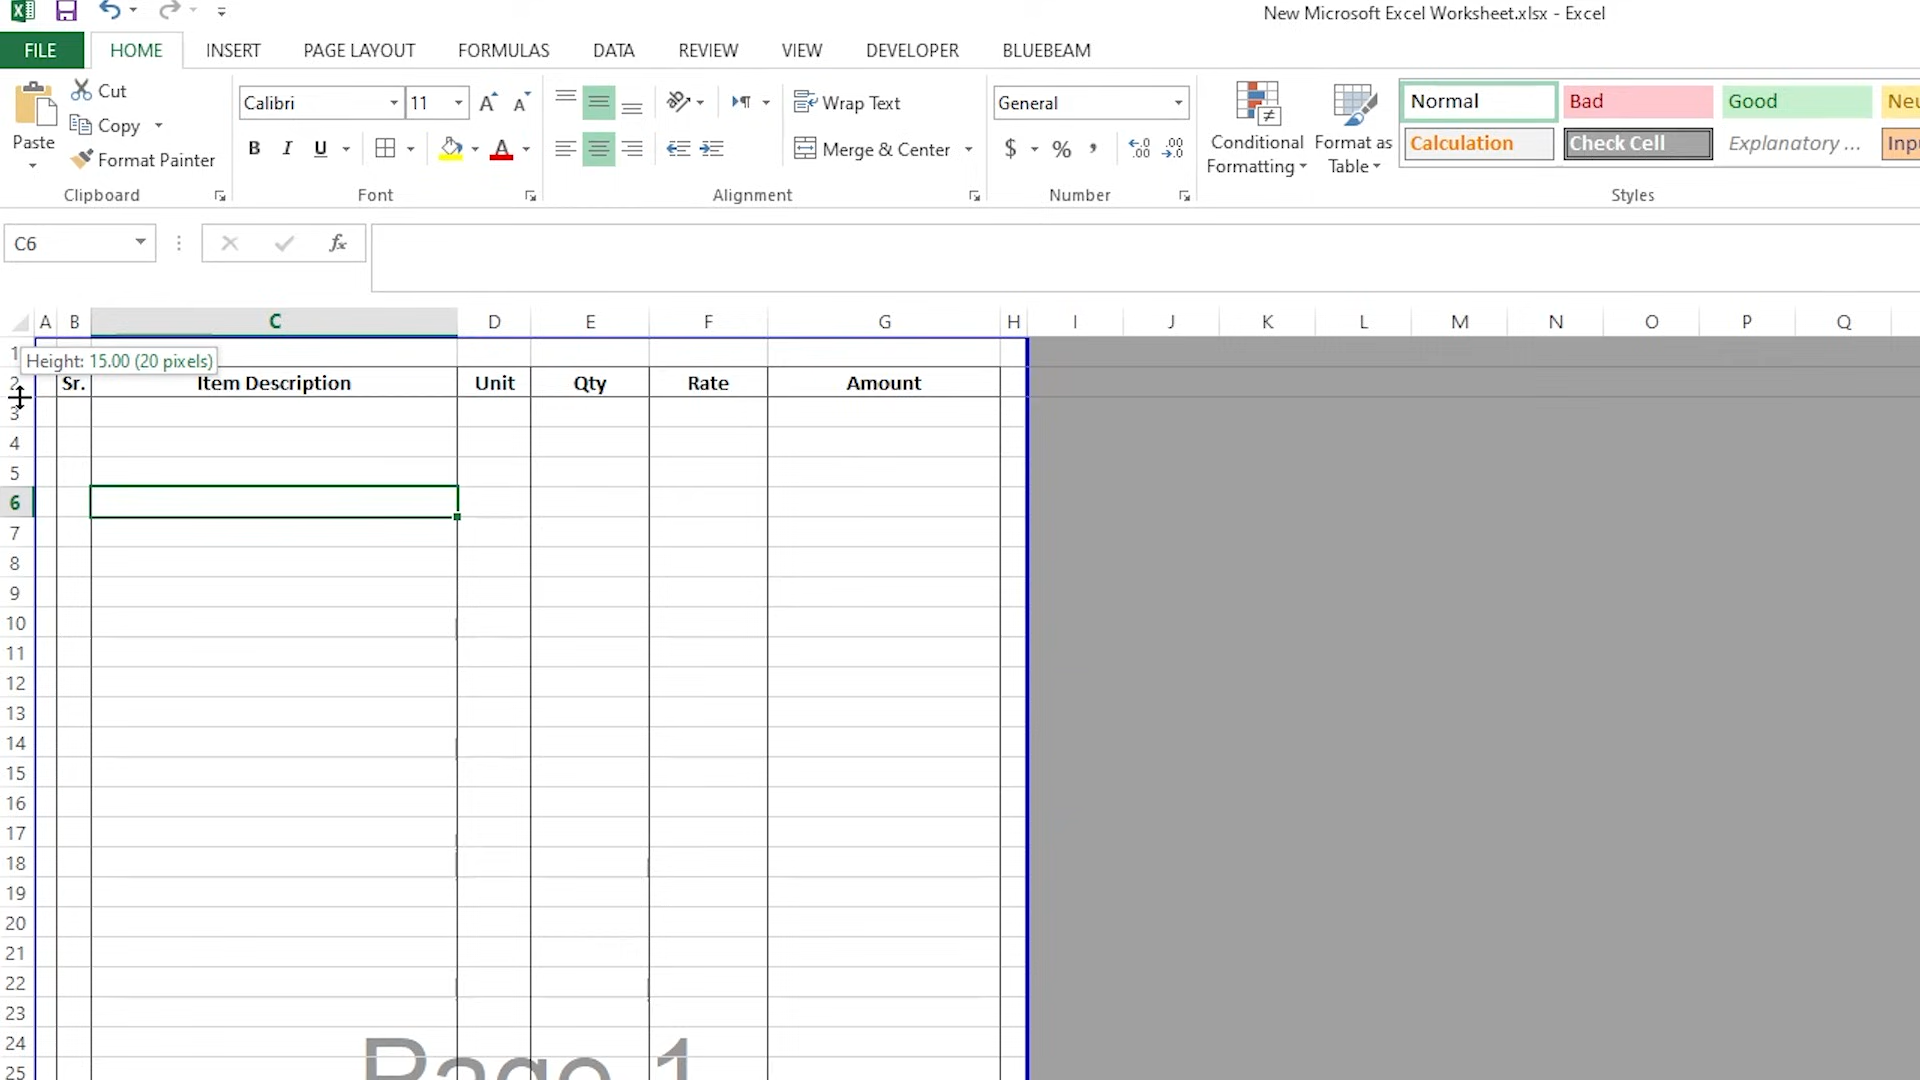 New Microsoft Excel Worksheet.xlsx - Excel
FILE HOME INSERT PAGE LAYOUT FORMULAS DATA REVIEW VIEW DEVELOPER BLUEBEAM
Cut
Copy
Format Painter
Paste
Clipboard
Calibri 11
B I U A
Font
Wrap Text
Merge & Center
Alignment
General
$ % ,
Number
Conditional
Formatting
Format as
Table
Normal Bad Good
Calculation Check Cell Explanatory ...
Styles
C6 fx
A B C D E F G H I J K L M N O P Q
Height: 15.00 (20 pixels)
1
2 Sr. Item Description Unit Qty Rate Amount
3
4
5
6
7
8
9
10
11
12
13
14
15
16
17
18
19
20
21
22
23
24
25
Page 1